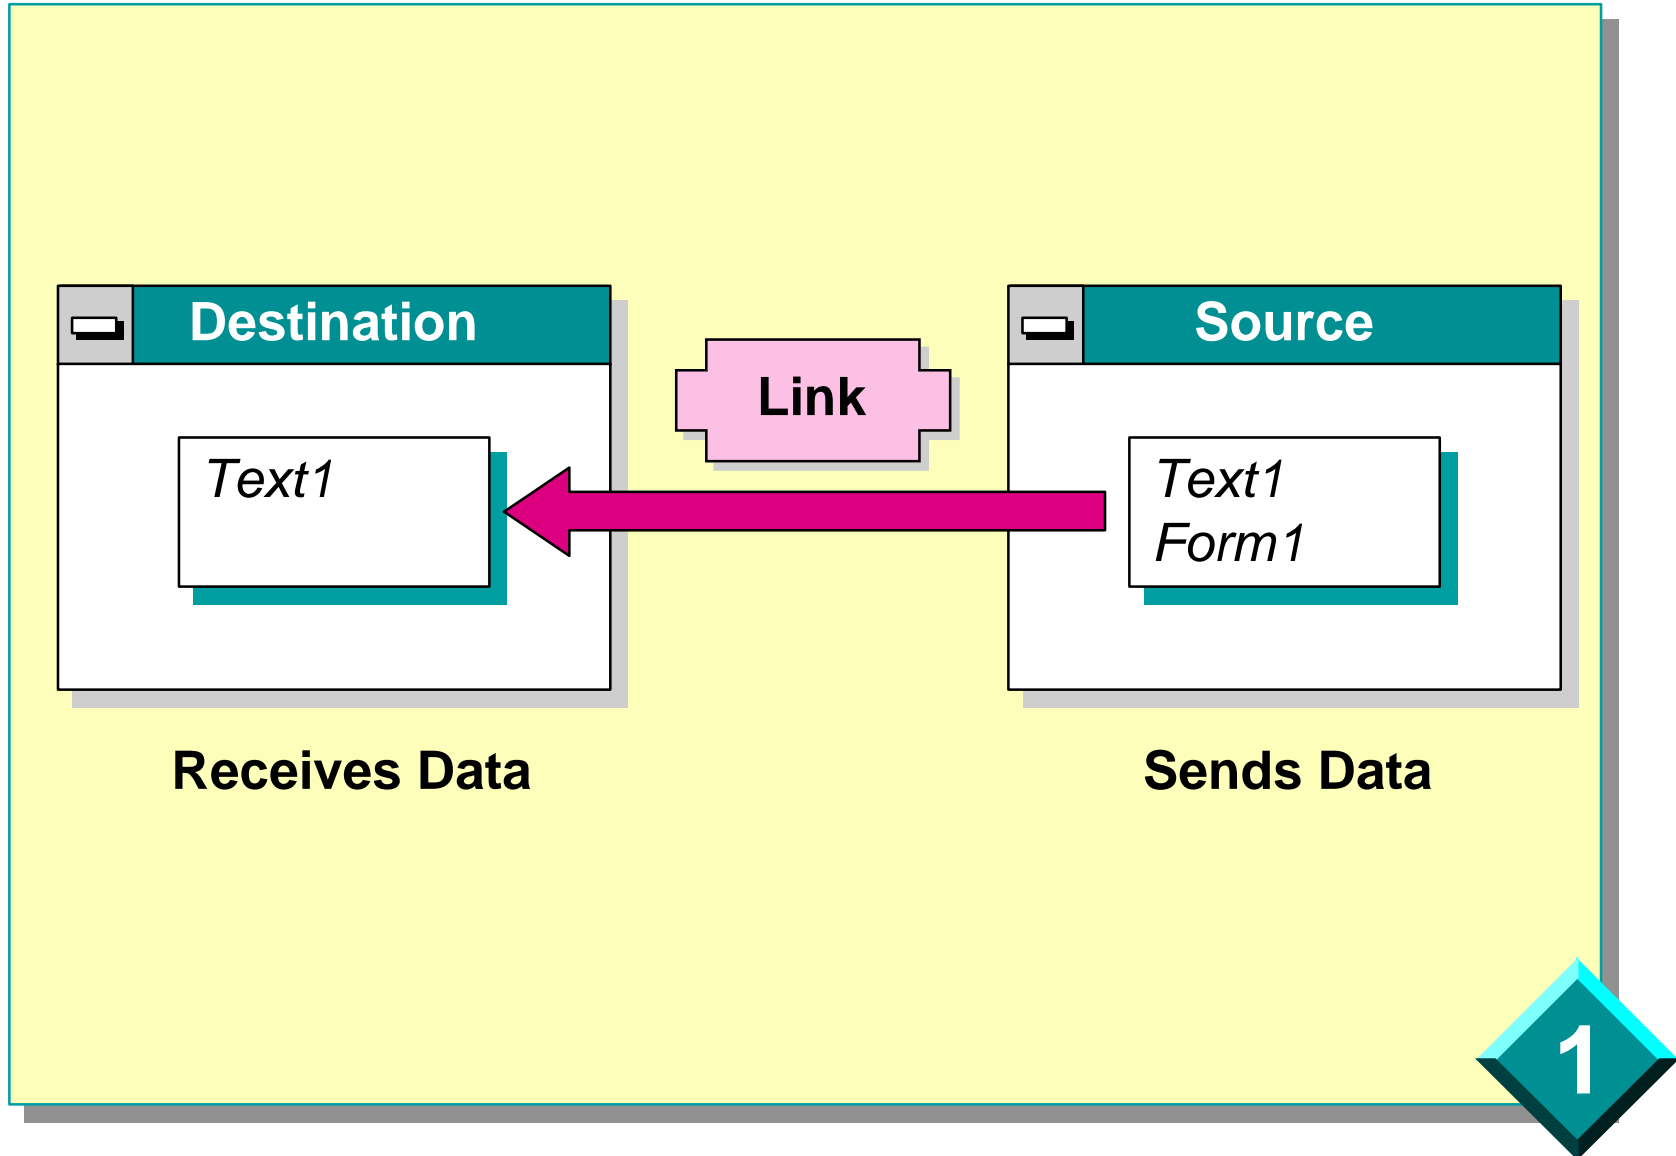 Destination
Source
Link
Text1
Text1
Form1
Receives Data
Sends Data
1